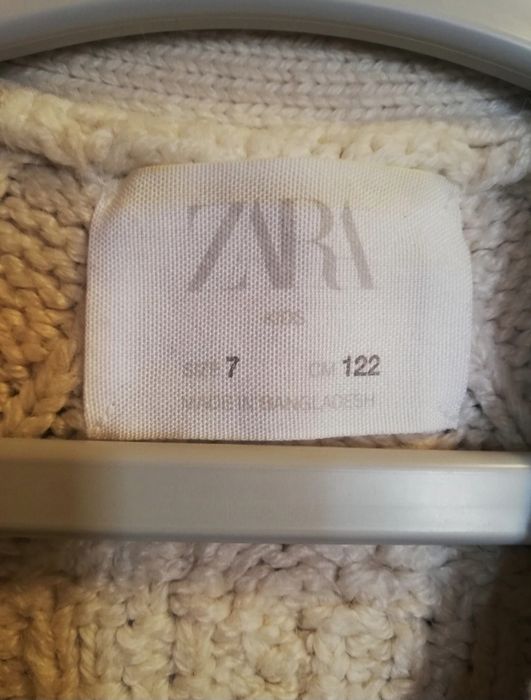 ZARA
KIDS
SIZE 7 CM 122
MADE IN BANGLADESH